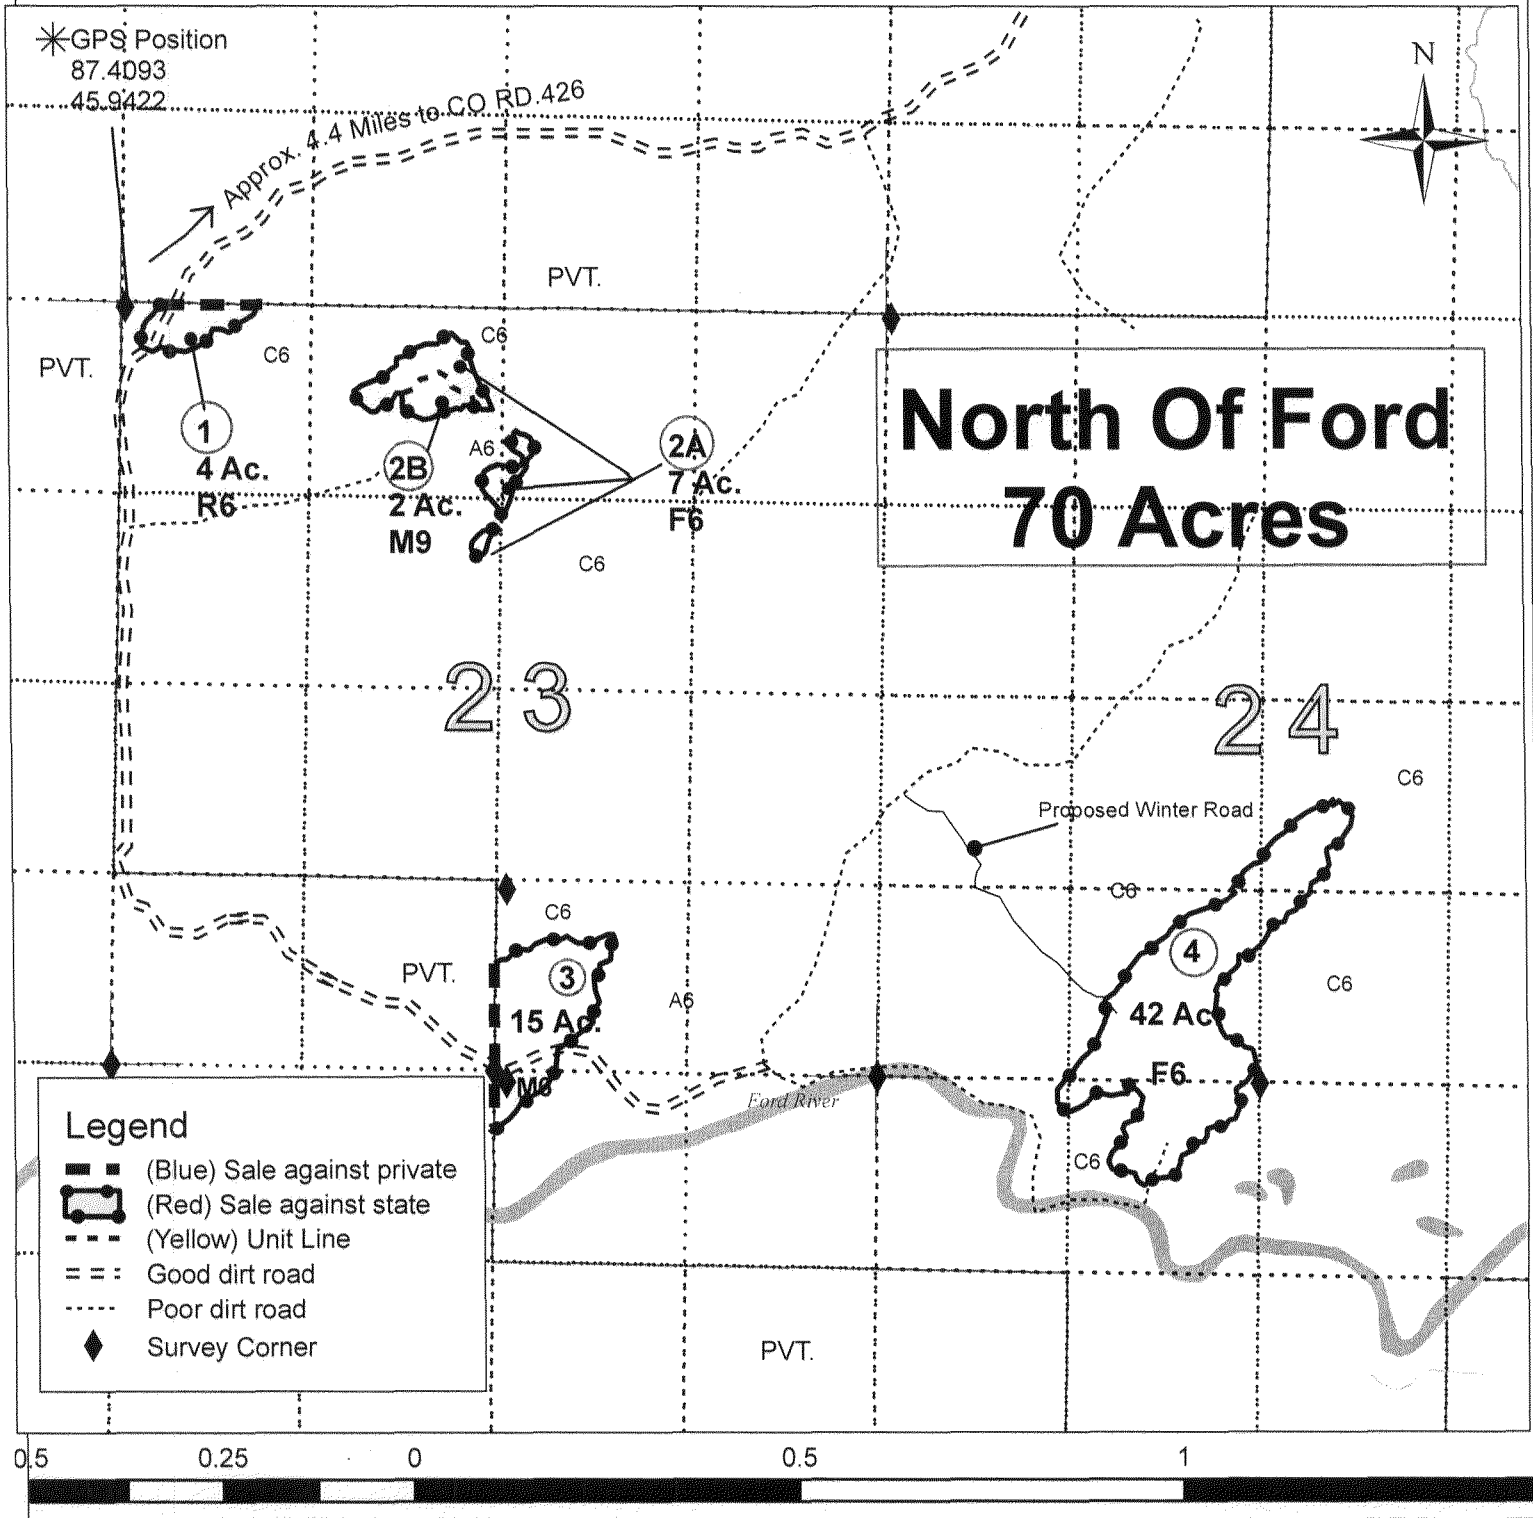 GPS Position
87.4093
45.9422
Approx. 4.4 Miles to CO RD.426
N
PVT.
PVT.
C6
C6
1
4 Ac.
R6
2B
2 Ac.
M9
A6
2A
7 Ac.
F6
C6
North Of Ford
70 Acres
23
24
C6
Proposed Winter Road
C6
C6
3
15 Ac.
PVT.
A6
4
42 Ac
F6
C6
Ford River
C6
Legend
(Blue) Sale against private
(Red) Sale against state
(Yellow) Unit Line
Good dirt road
Poor dirt road
Survey Corner
PVT.
0.5 0.25 0 0.5 1